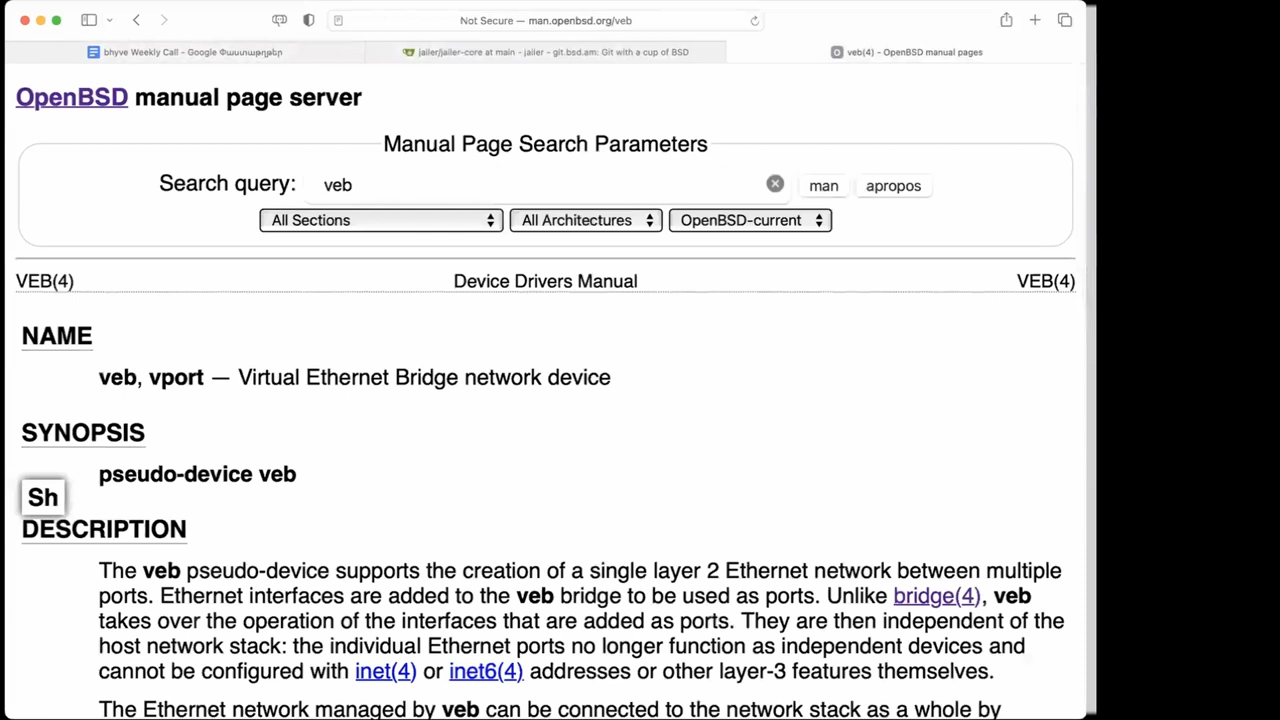 Not Secure — man.openbsd.org/veb
bhyve Weekly Call - Google Փաստաթղթեր
jailer/jailer-core at main - jailer - git.bsd.am: Git with a cup of BSD
veb(4) - OpenBSD manual pages
OpenBSD manual page server
Manual Page Search Parameters
Search query: veb man apropos
All Sections All Architectures OpenBSD-current
VEB(4) Device Drivers Manual VEB(4)
NAME
veb, vport — Virtual Ethernet Bridge network device
SYNOPSIS
pseudo-device veb
Sh
DESCRIPTION
The veb pseudo-device supports the creation of a single layer 2 Ethernet network between multiple
ports. Ethernet interfaces are added to the veb bridge to be used as ports. Unlike bridge(4), veb
takes over the operation of the interfaces that are added as ports. They are then independent of the
host network stack: the individual Ethernet ports no longer function as independent devices and
cannot be configured with inet(4) or inet6(4) addresses or other layer-3 features themselves.
The Ethernet network managed by veb can be connected to the network stack as a whole by